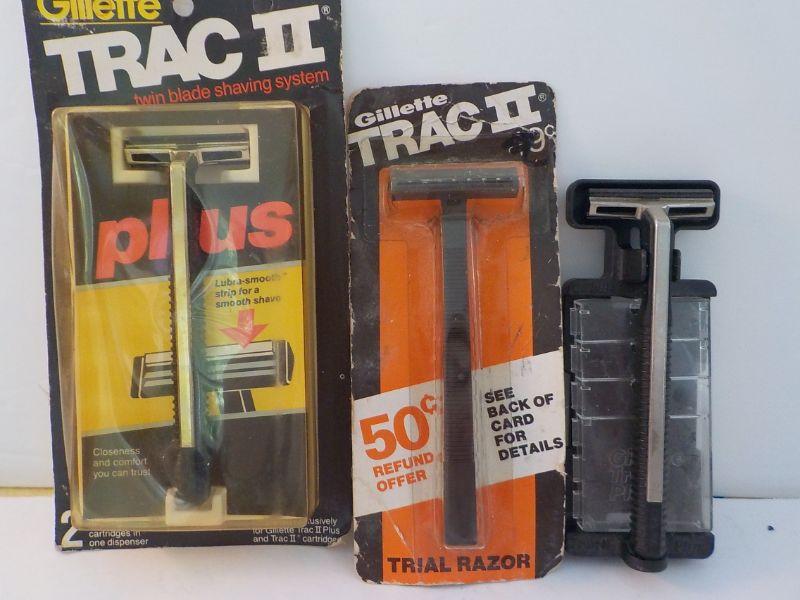 Gillette
TRAC II®
twin blade shaving system
plus
Lubra-smooth™
strip for a
smooth shave
Closeness
and comfort
you can trust
2
cartridges in
one dispenser
for Gillette Trac II Plus
and Trac II® cartridges
Gillette
TRAC II®
9¢
50¢
REFUND
OFFER
SEE
BACK OF
CARD
FOR
DETAILS
TRIAL RAZOR